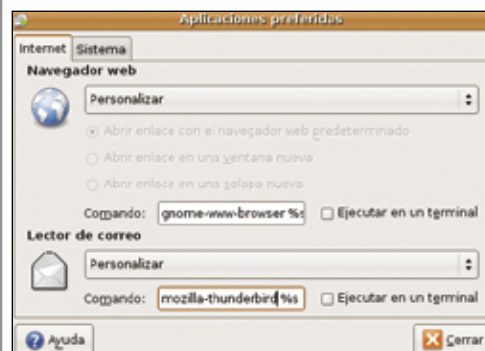 Aplicaciones preferidas
Internet Sistema
Navegador web
Personalizar
Abrir enlace con el navegador web predeterminado
Abrir enlace en una ventana nueva
Abrir enlace en una solapa nueva
Comando: gnome-www-browser %s Ejecutar en un terminal
Lector de correo
Personalizar
Comando: mozilla-thunderbird %s Ejecutar en un terminal
Ayuda Cerrar